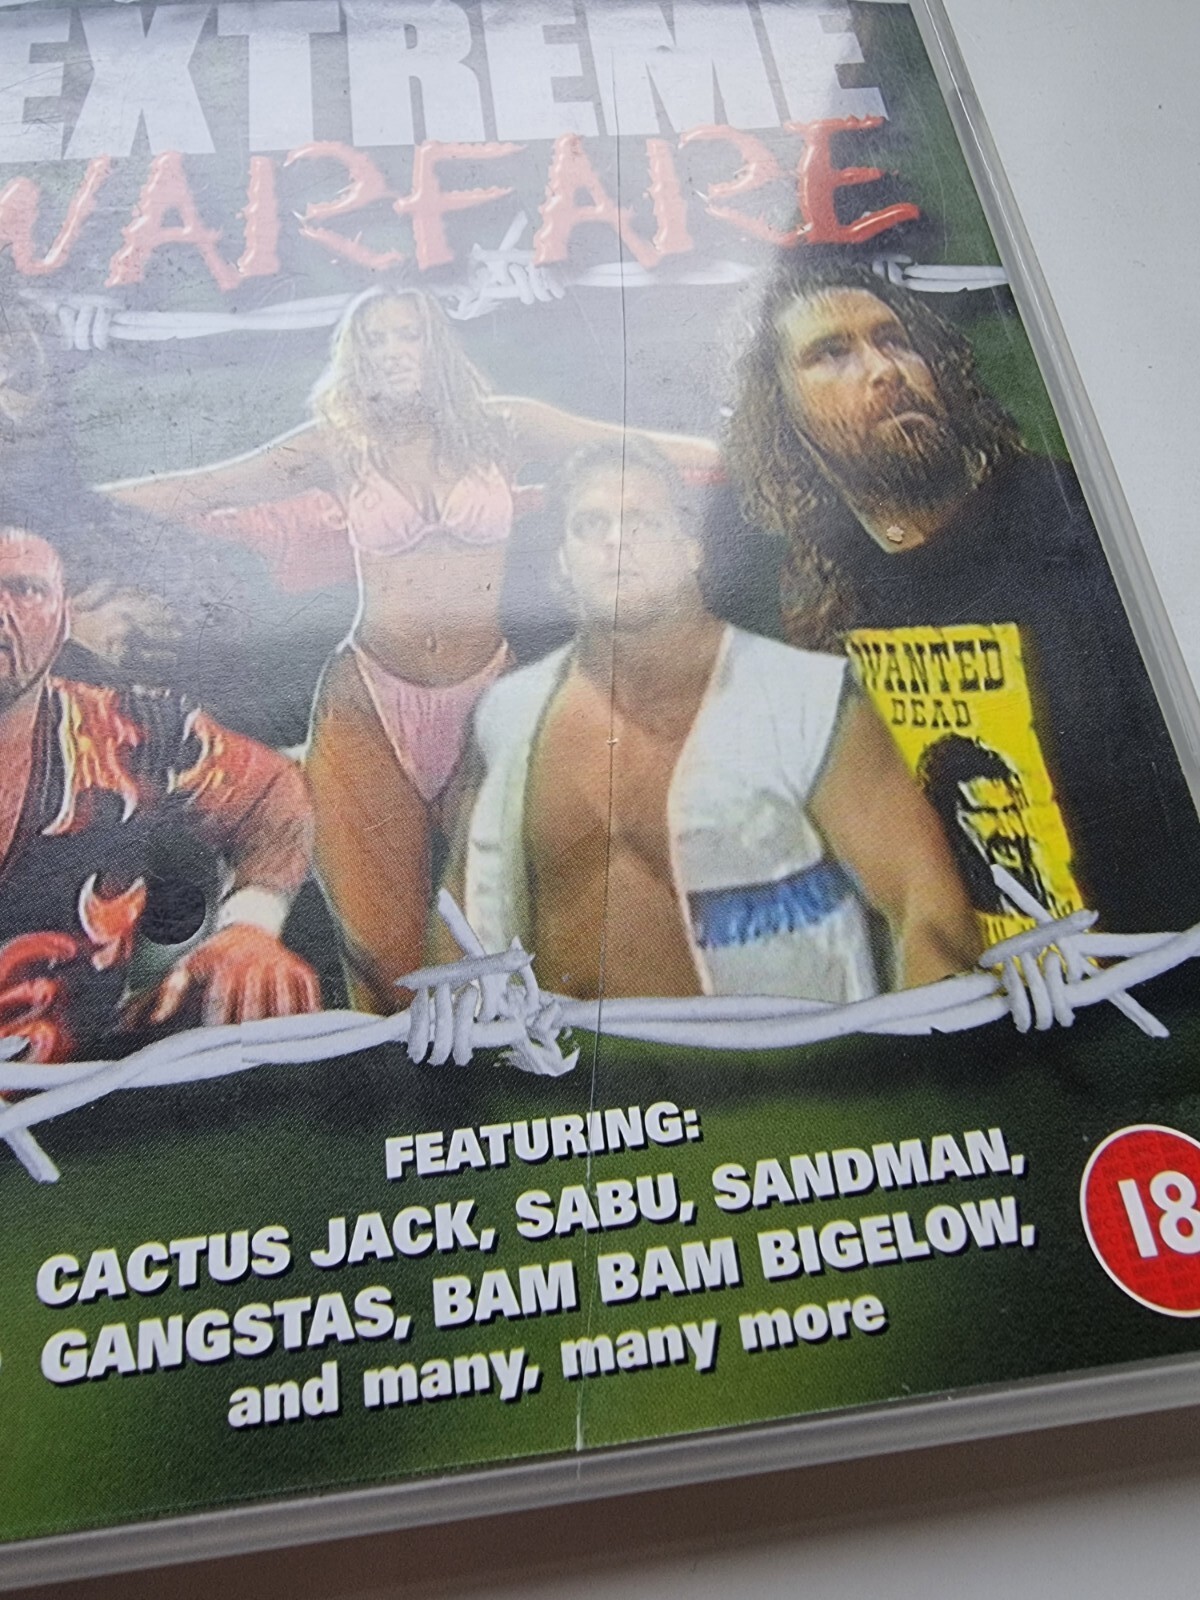 EXTREME
WARFARE
WANTED
DEAD
FEATURING:
CACTUS JACK, SABU, SANDMAN,
GANGSTAS, BAM BAM BIGELOW,
and many, many more
18